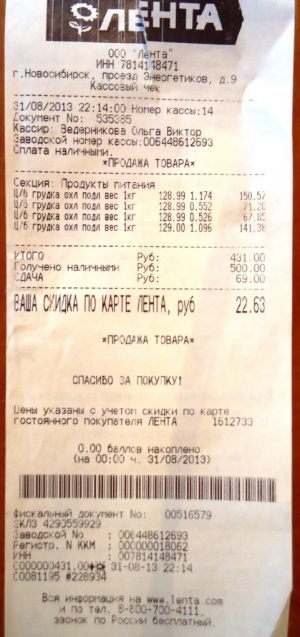 ЛЕНТА
ООО "Лента"
ИНН 7814148471
г.Новосибирск, проезд Энергетиков, д.9
Кассовый чек
31/08/2013 22:14:00 Номер кассы:14
Документ No: 535385
Кассир: Ведерникова Ольга Виктор
Заводской номер кассы:006448612693
Оплата наличными.
*ПРОДАЖА ТОВАРА*
Секция: Продукты питания
Ц/б грудка охл подл вес 1кг 128.99 1.174 150.57
Ц/б грудка охл подл вес 1кг 128.99 0.552 71.20
Ц/б грудка охл подл вес 1кг 128.99 0.526 67.85
Ц/б грудка охл подл вес 1кг 129.00 1.096 141.38
ИТОГО Руб: 431.00
Получено наличными Руб: 500.00
СДАЧА Руб: 69.00
ВАША СКИДКА ПО КАРТЕ ЛЕНТА, руб 22.63
*ПРОДАЖА ТОВАРА*
СПАСИБО ЗА ПОКУПКУ!
Цены указаны с учетом скидки по карте
постоянного покупателя ЛЕНТА 1612733
0.00 баллов накоплено
(на 00:00 ч. 31/08/2013)
Фискальный документ No: 00516579
ЭКЛЗ 4290559929
Заводской No : 006448612693
Регистр. N ККМ : 000000018062
ИНН : 007814148471
31-08-13 22:14
00081195 #228934
Вся информация на www.lenta.com
и по тел. 8-800-700-4111,
звонок по России бесплатный.